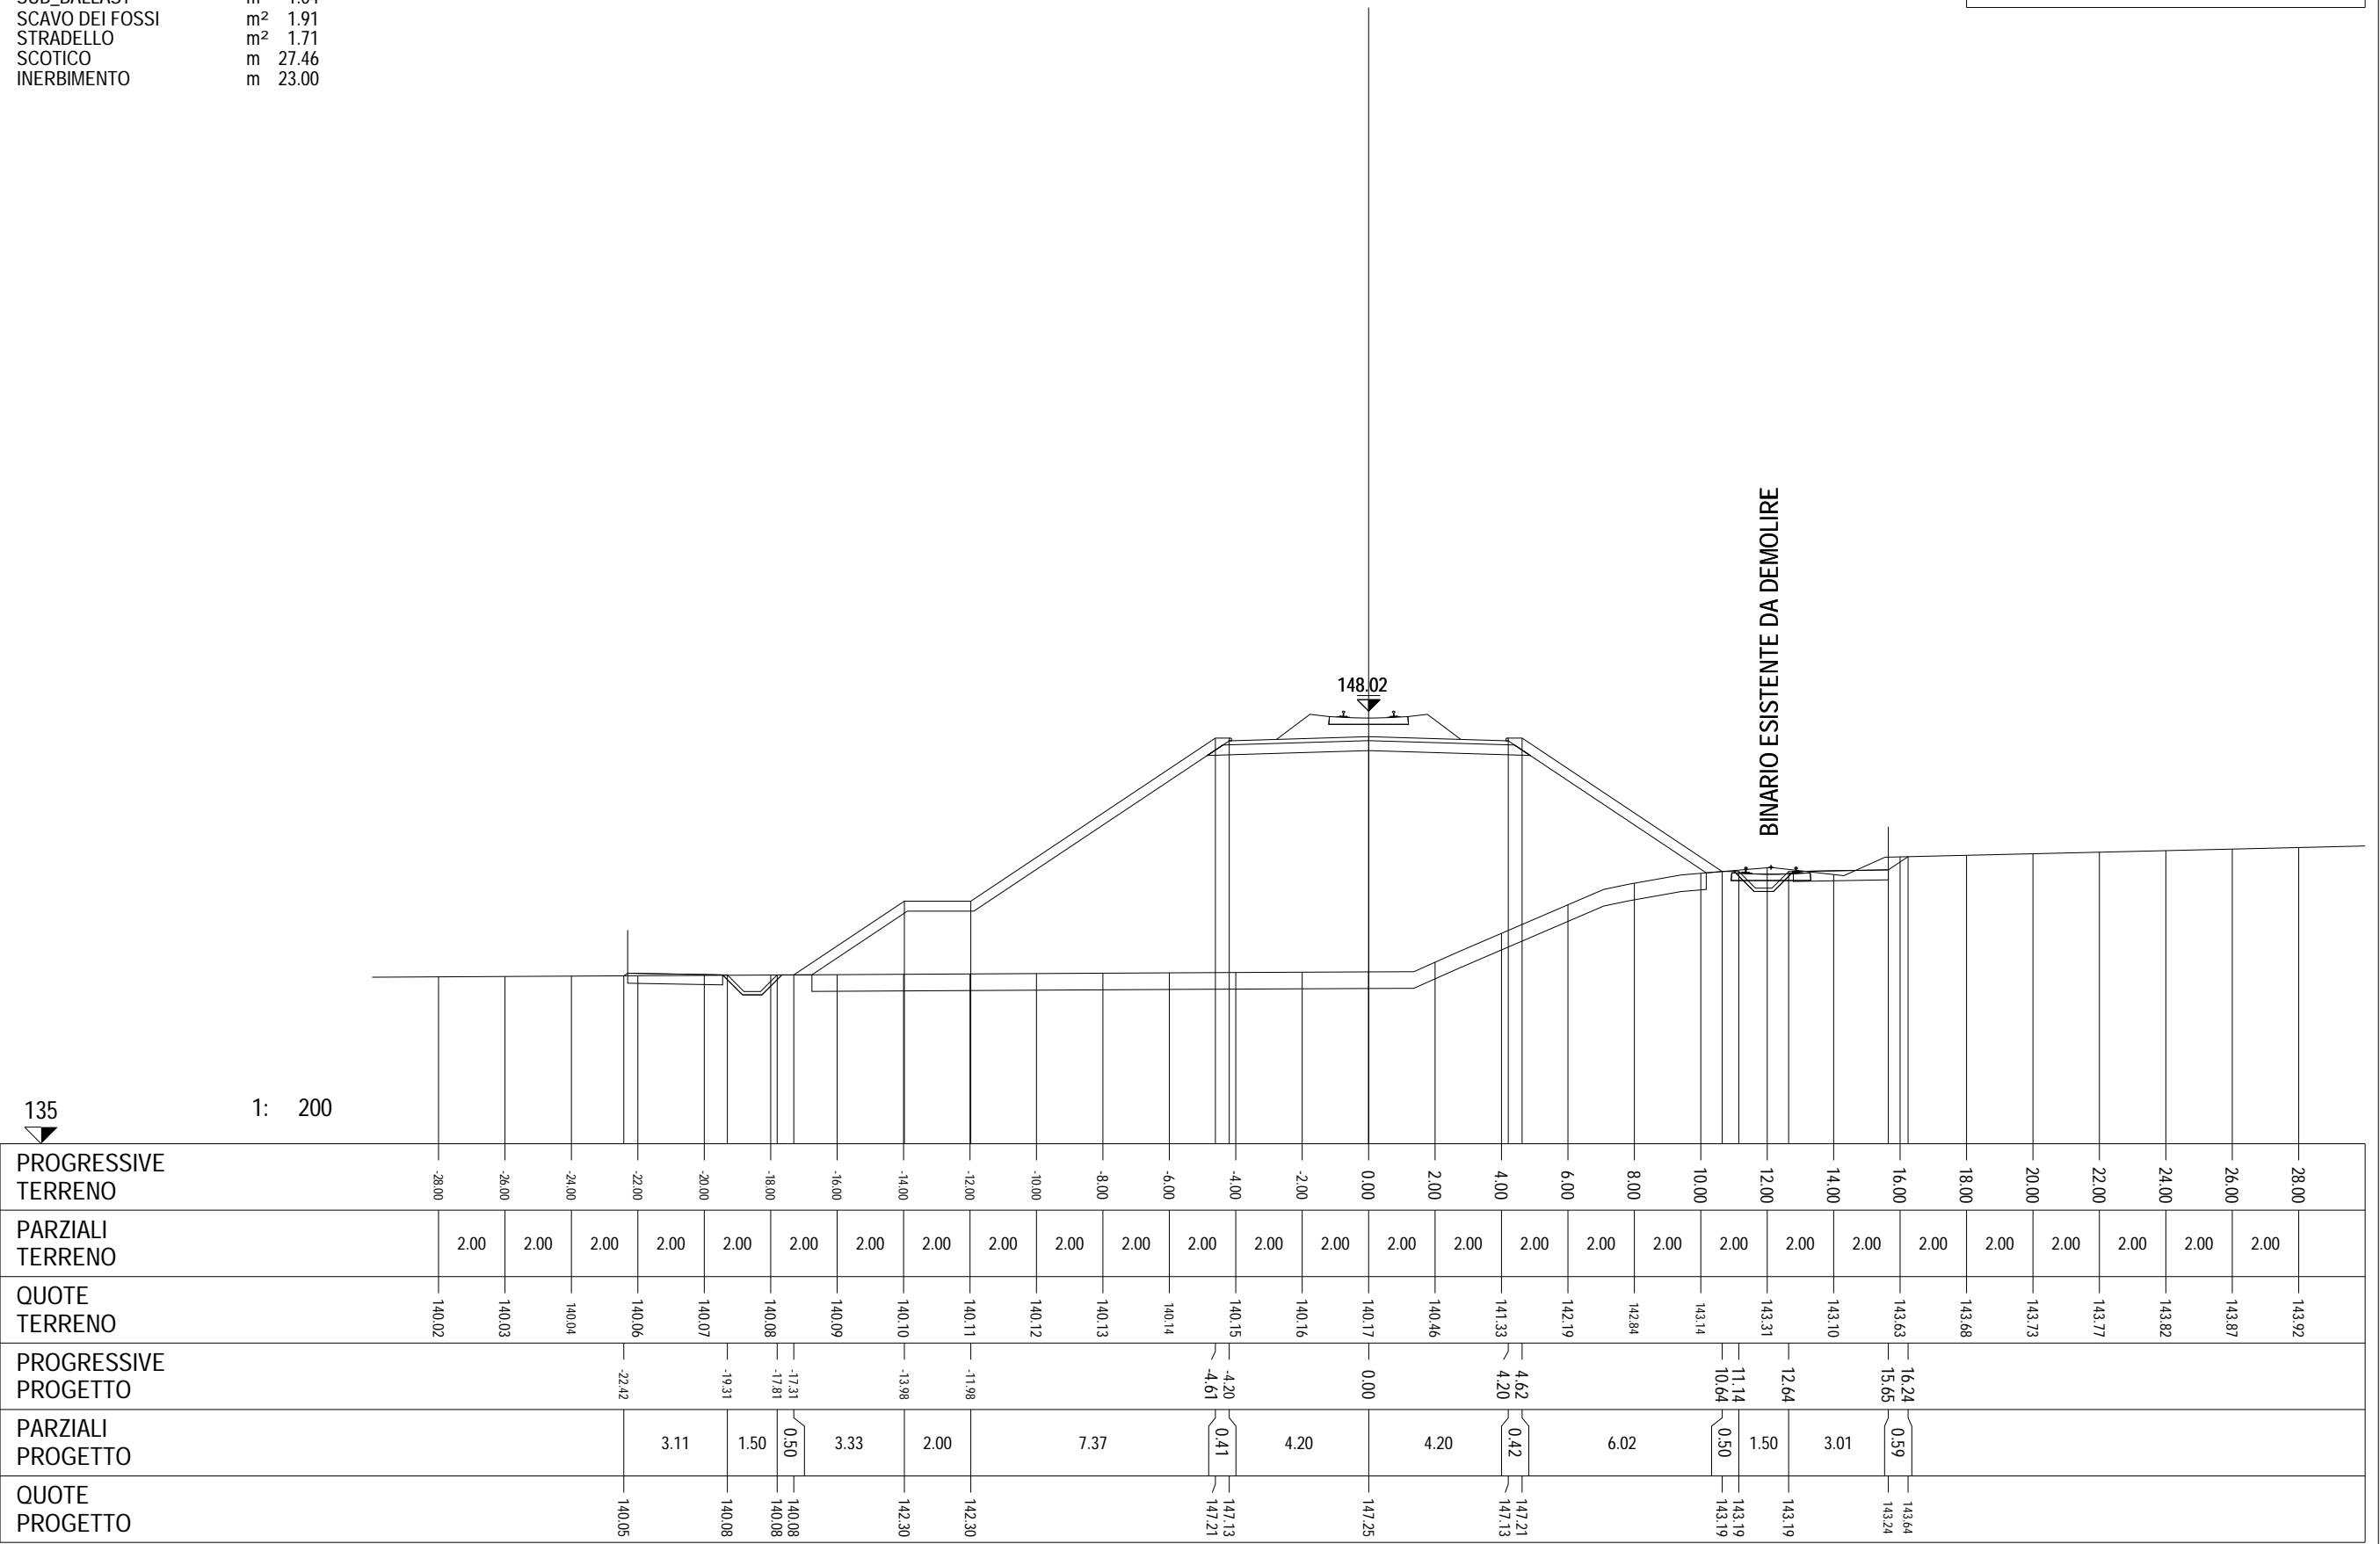 SCAVO DEI FOSSI m² 1.91
STRADELLO m² 1.71
SCOTICO m 27.46
INERBIMENTO m 23.00
BINARIO ESISTENTE DA DEMOLIRE
148.02
135 1: 200
PROGRESSIVE
TERRENO
-28.00 -26.00 -24.00 -22.00 -20.00 -18.00 -16.00 -14.00 -12.00 -10.00 -8.00 -6.00 -4.00 -2.00 0.00 2.00 4.00 6.00 8.00 10.00 12.00 14.00 16.00 18.00 20.00 22.00 24.00 26.00 28.00
PARZIALI
TERRENO
2.00 2.00 2.00 2.00 2.00 2.00 2.00 2.00 2.00 2.00 2.00 2.00 2.00 2.00 2.00 2.00 2.00 2.00 2.00 2.00 2.00 2.00 2.00 2.00 2.00 2.00 2.00 2.00
QUOTE
TERRENO
140.02 140.03 140.04 140.06 140.07 140.08 140.09 140.10 140.11 140.12 140.13 140.14 140.15 140.16 140.17 140.46 141.33 142.19 142.84 143.14 143.31 143.10 143.63 143.68 143.73 143.77 143.82 143.87 143.92
PROGRESSIVE
PROGETTO
-22.42 -19.31 -17.81 -17.31 -13.98 -11.98 -4.61 -4.20 0.00 4.20 4.62 10.64 11.14 12.64 15.65 16.24
PARZIALI
PROGETTO
3.11 1.50 0.50 3.33 2.00 7.37 0.41 4.20 4.20 0.42 6.02 0.50 1.50 3.01 0.59
QUOTE
PROGETTO
140.05 140.08 140.08 140.08 142.30 142.30 147.21 147.13 147.25 147.13 147.21 143.19 143.19 143.19 143.24 143.64